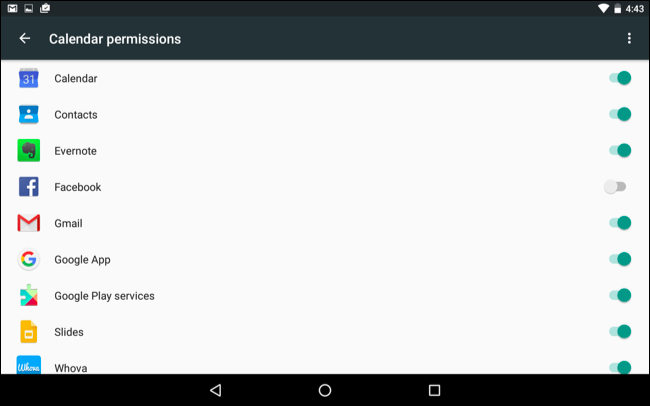 4:43
Calendar permissions
31 Calendar
Contacts
Evernote
Facebook
Gmail
Google App
Google Play services
Slides
Whova Whova